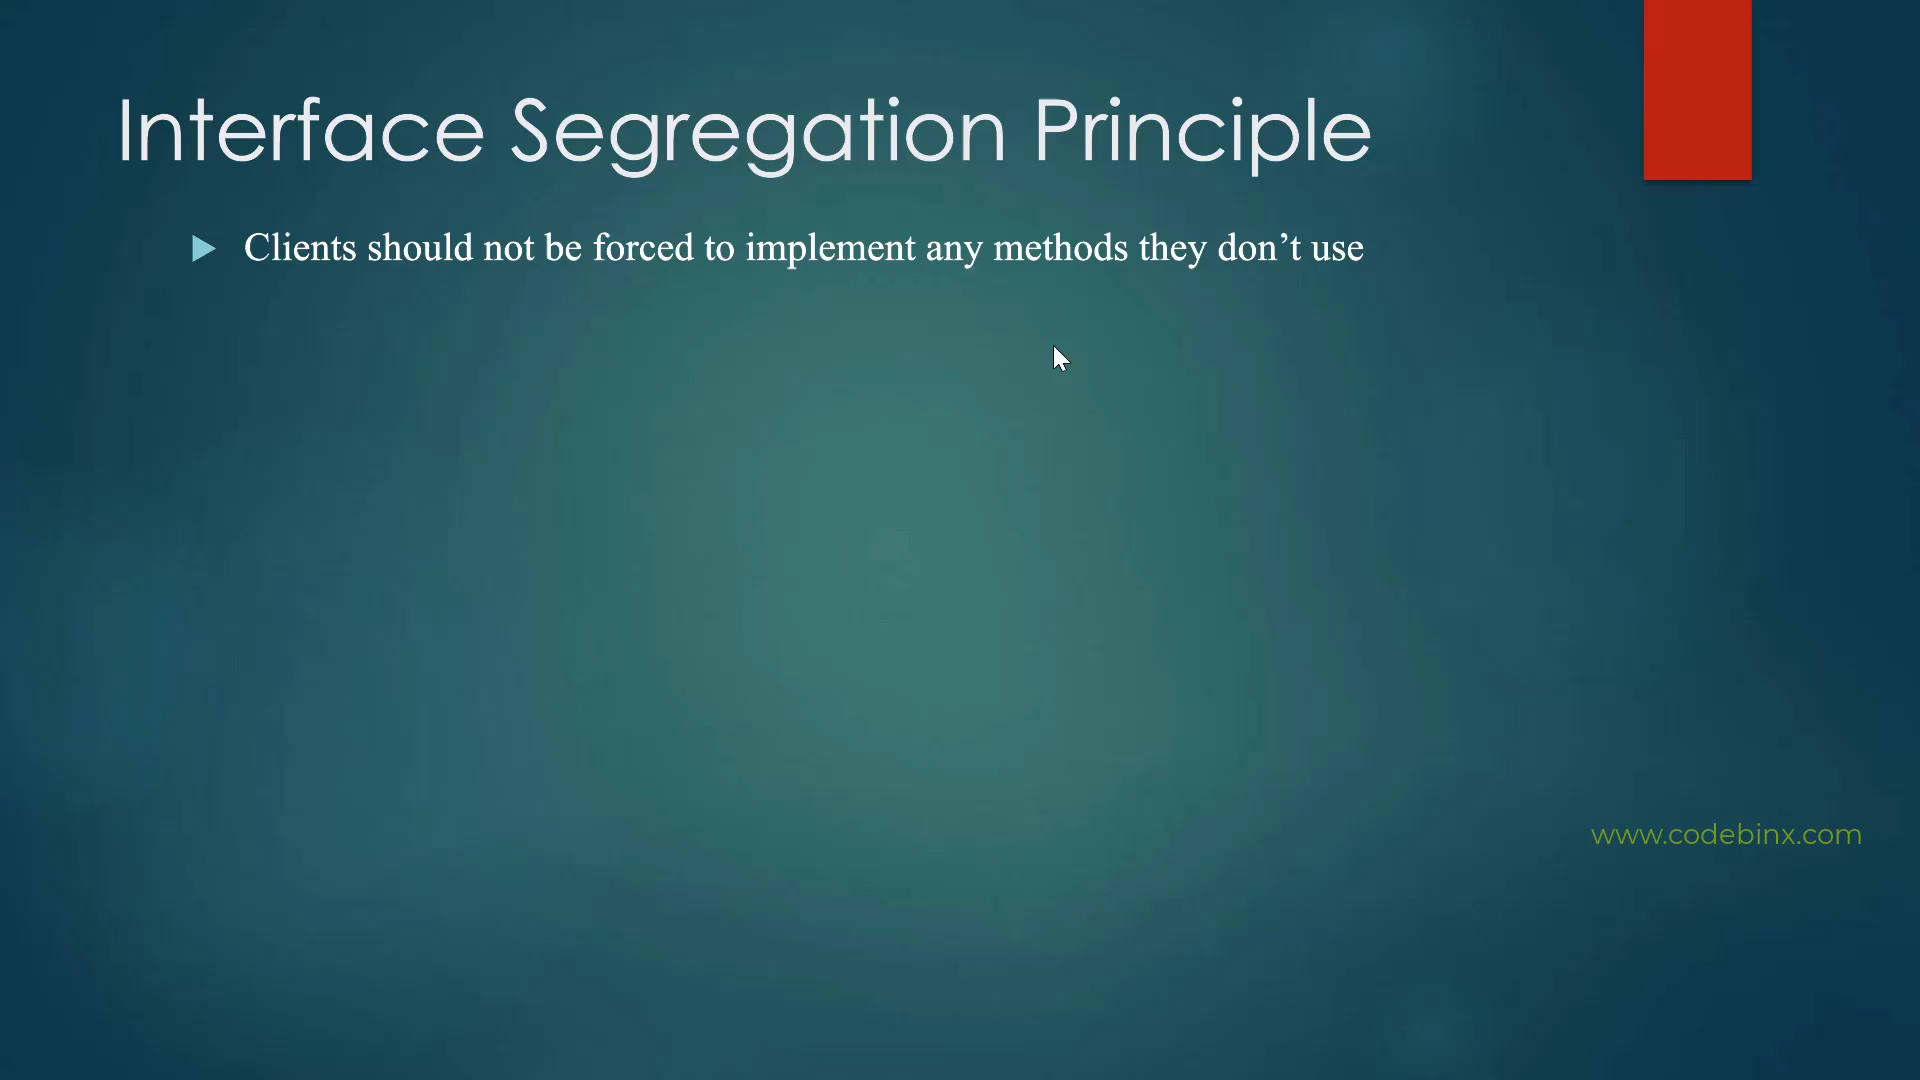 Interface Segregation Principle
Clients should not be forced to implement any methods they don’t use
www.codebinx.com